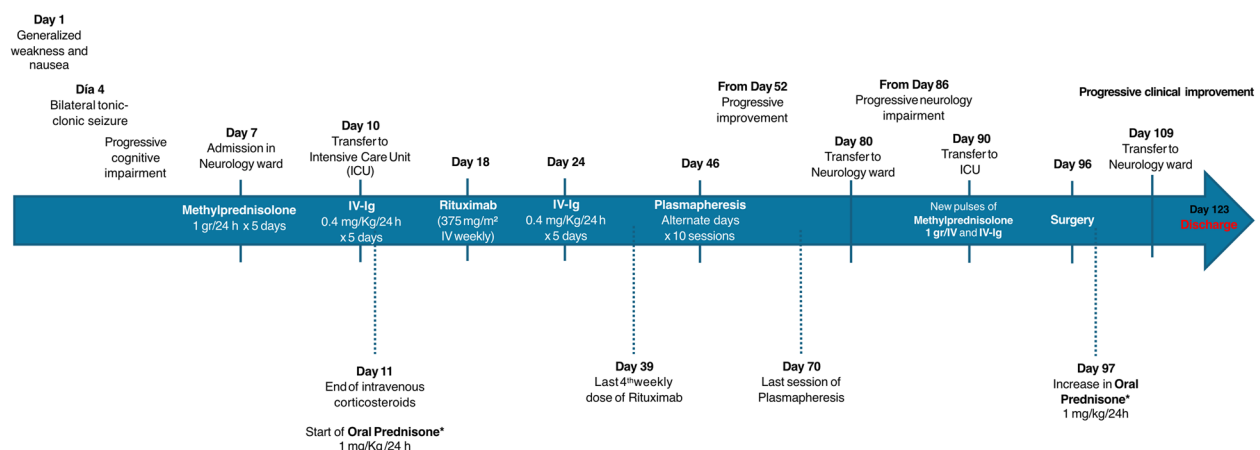 Day 1
Generalized
weakness and
nausea
Día 4
Bilateral tonic-
clonic seizure
Progressive
cognitive
impairment
Day 7
Admission in
Neurology ward
Day 10
Transfer to
Intensive Care Unit
(ICU)
Day 18
Day 24
Day 46
From Day 52
Progressive
improvement
Day 80
Transfer to
Neurology ward
From Day 86
Progressive neurology
impairment
Day 90
Transfer to
ICU
Day 96
Progressive clinical improvement
Day 109
Transfer to
Neurology ward
Methylprednisolone
1 gr/24 h x 5 days
IV-Ig
0.4 mg/Kg/24 h
x 5 days
Rituximab
(375 mg/m²
IV weekly)
IV-Ig
0.4 mg/Kg/24 h
x 5 days
Plasmapheresis
Alternate days
x 10 sessions
New pulses of
Methylprednisolone
1 gr/IV and IV-Ig
Surgery
Day 123
Discharge
Day 11
End of intravenous
corticosteroids
Start of Oral Prednisone*
1 mg/Kg/24 h
Day 39
Last 4th weekly
dose of Rituximab
Day 70
Last session of
Plasmapheresis
Day 97
Increase in Oral
Prednisone*
1 mg/kg/24h